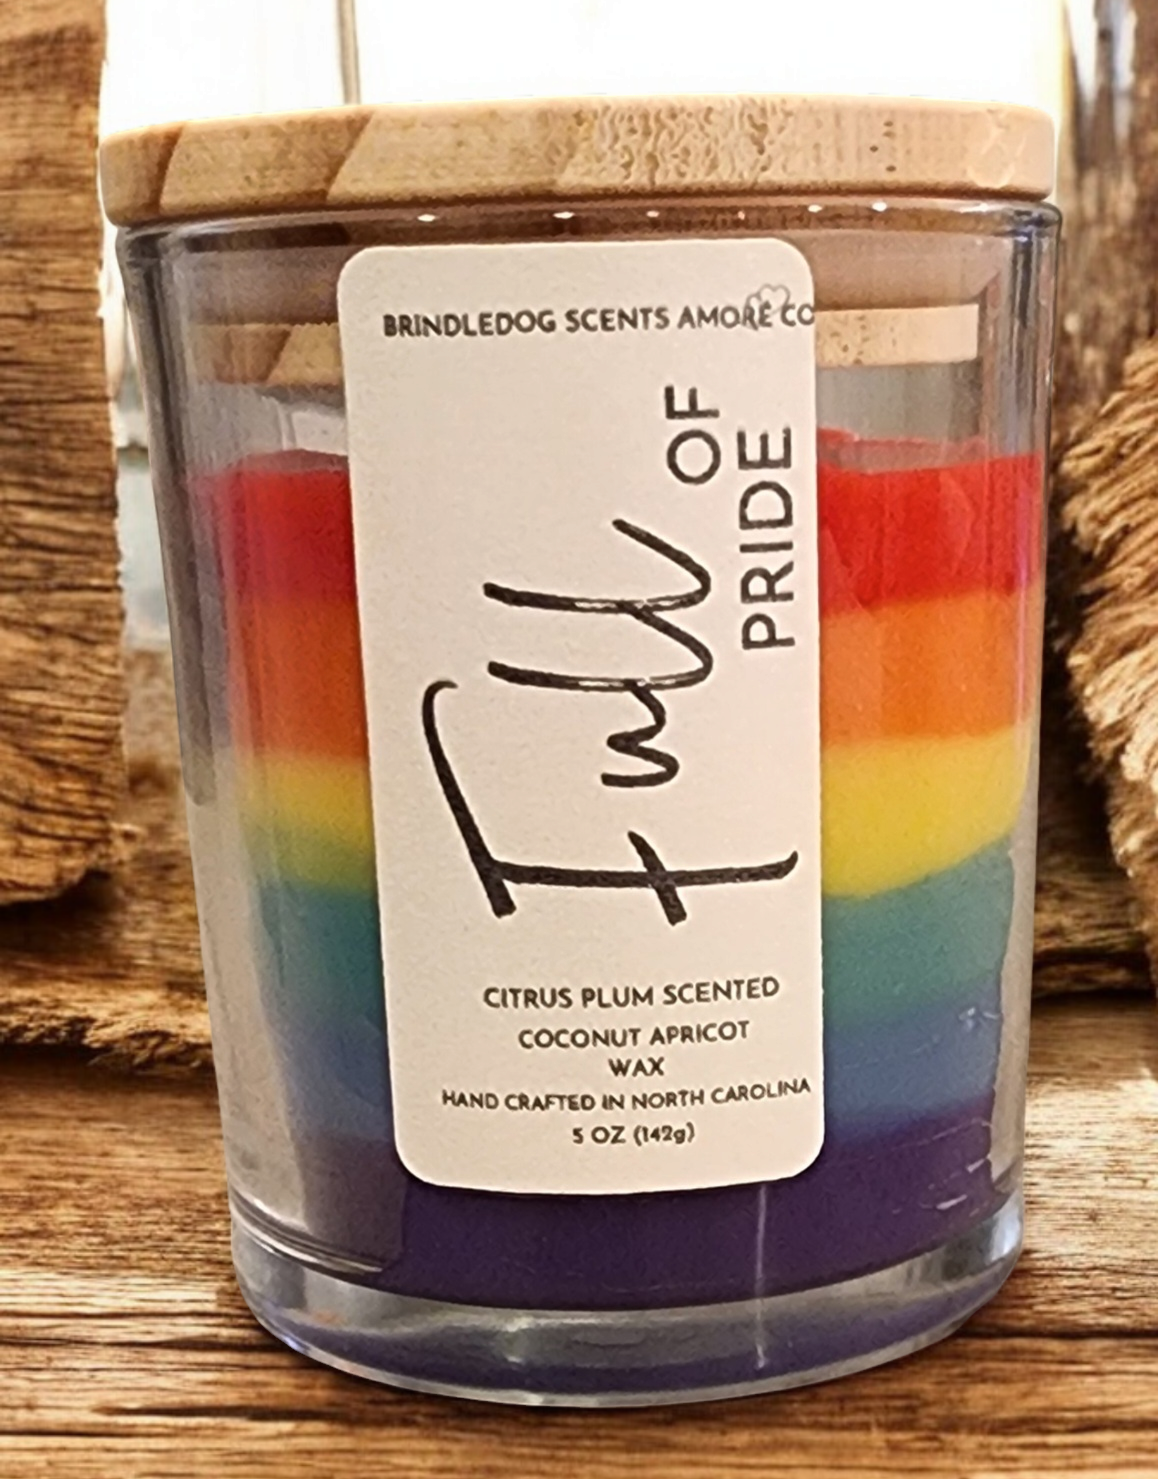 BRINDLEDOG SCENTS AMORE CO
Full OF
PRIDE
CITRUS PLUM SCENTED
COCONUT APRICOT
WAX
HAND CRAFTED IN NORTH CAROLINA
5 OZ (142g)